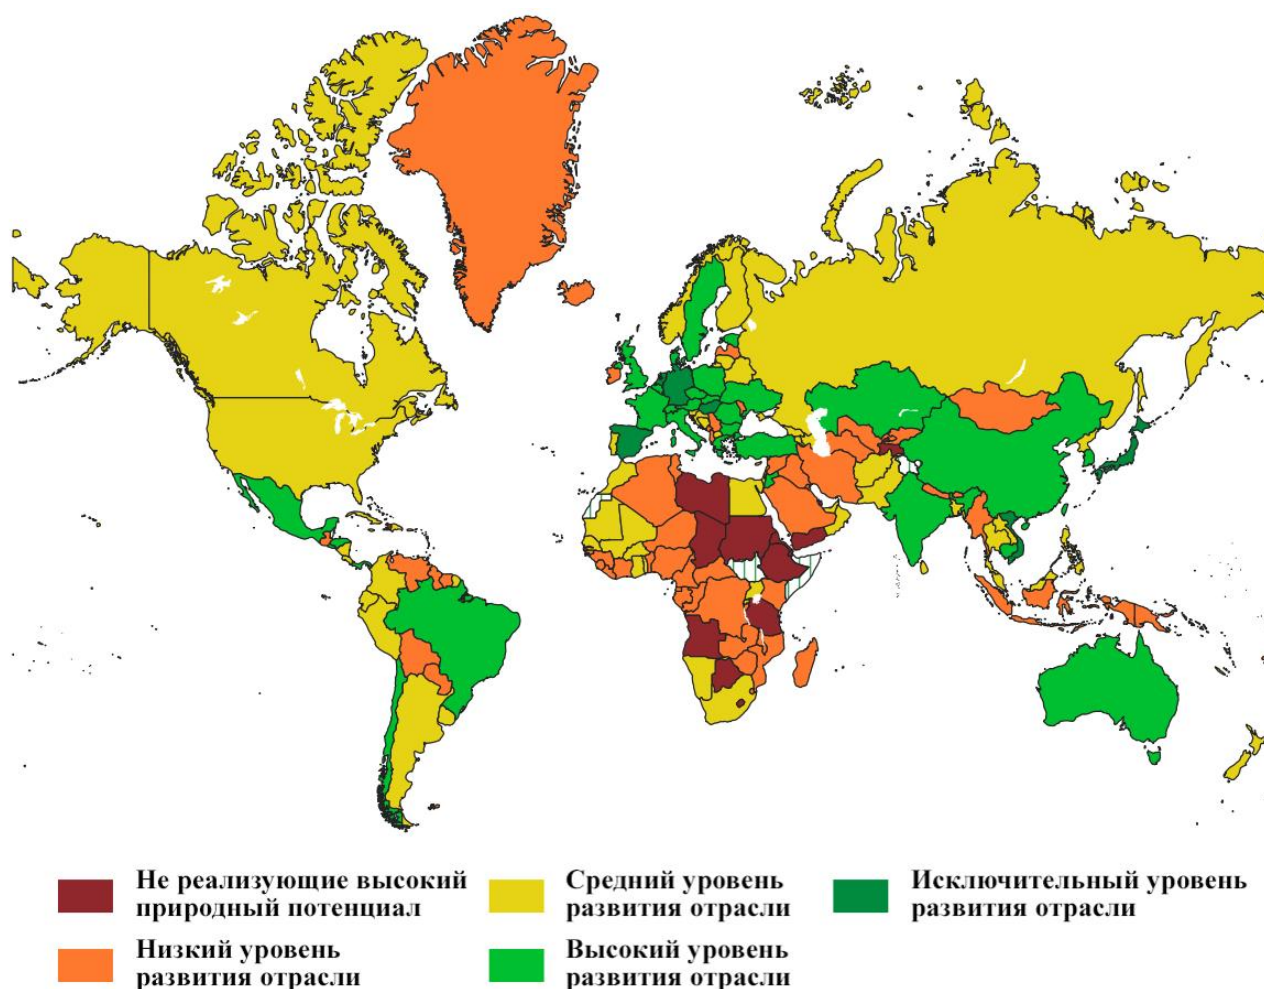 Не реализующие высокий
природный потенциал
Низкий уровень
развития отрасли
Средний уровень
развития отрасли
Высокий уровень
развития отрасли
Исключительный уровень
развития отрасли